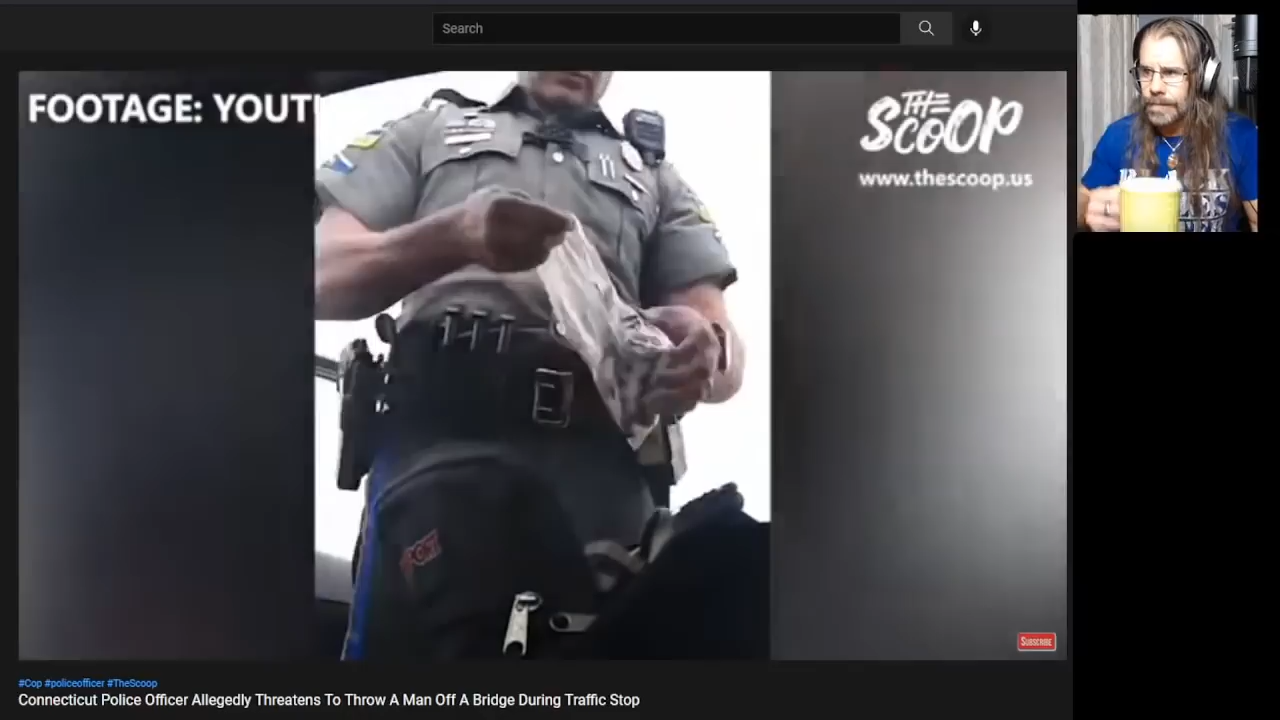 Search
FOOTAGE: YOUTU
THE
SCOOP
www.thescoop.us
SUBSCRIBE
#Cop #policeofficer #TheScoop
Connecticut Police Officer Allegedly Threatens To Throw A Man Off A Bridge During Traffic Stop